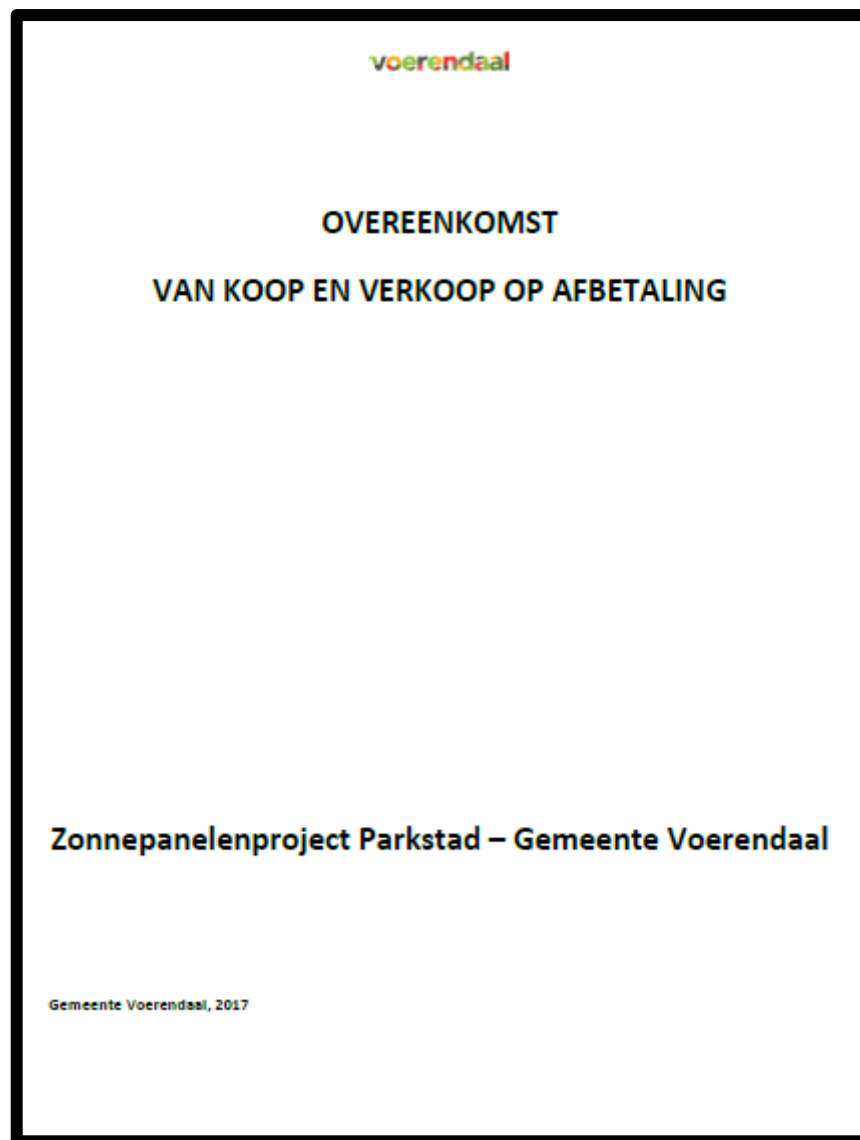 voerendaal
OVEREENKOMST
VAN KOOP EN VERKOOP OP AFBETALING
Zonnepanelenproject Parkstad – Gemeente Voerendaal
Gemeente Voerendaal, 2017